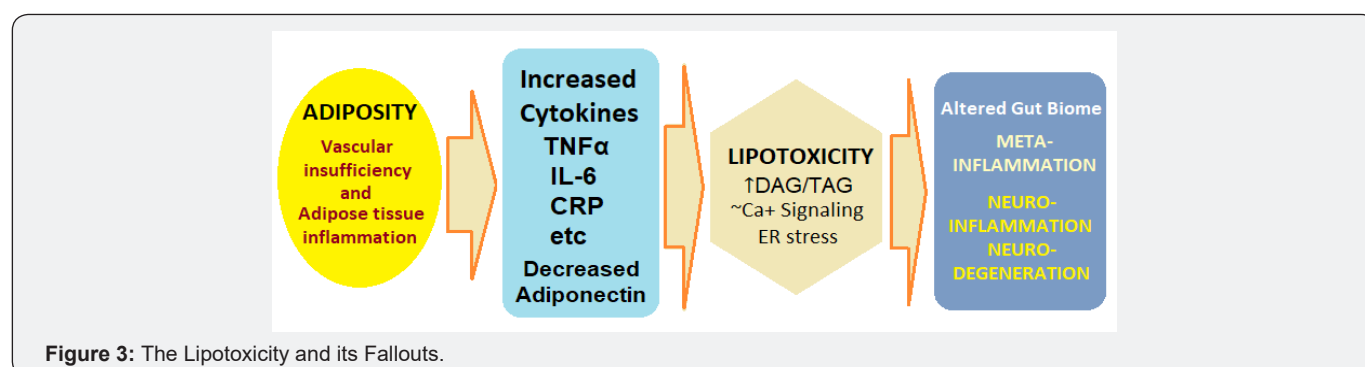 ADIPOSITY
Vascular
insufficiency
and
Adipose tissue
inflammation
Increased
Cytokines
TNFα
IL-6
CRP
etc
Decreased
Adiponectin
LIPOTOXICITY
↑DAG/TAG
~Ca+ Signaling
ER stress
Altered Gut Biome
META-
INFLAMMATION
NEURO-
INFLAMMATION
NEURO-
DEGENERATION
Figure 3: The Lipotoxicity and its Fallouts.